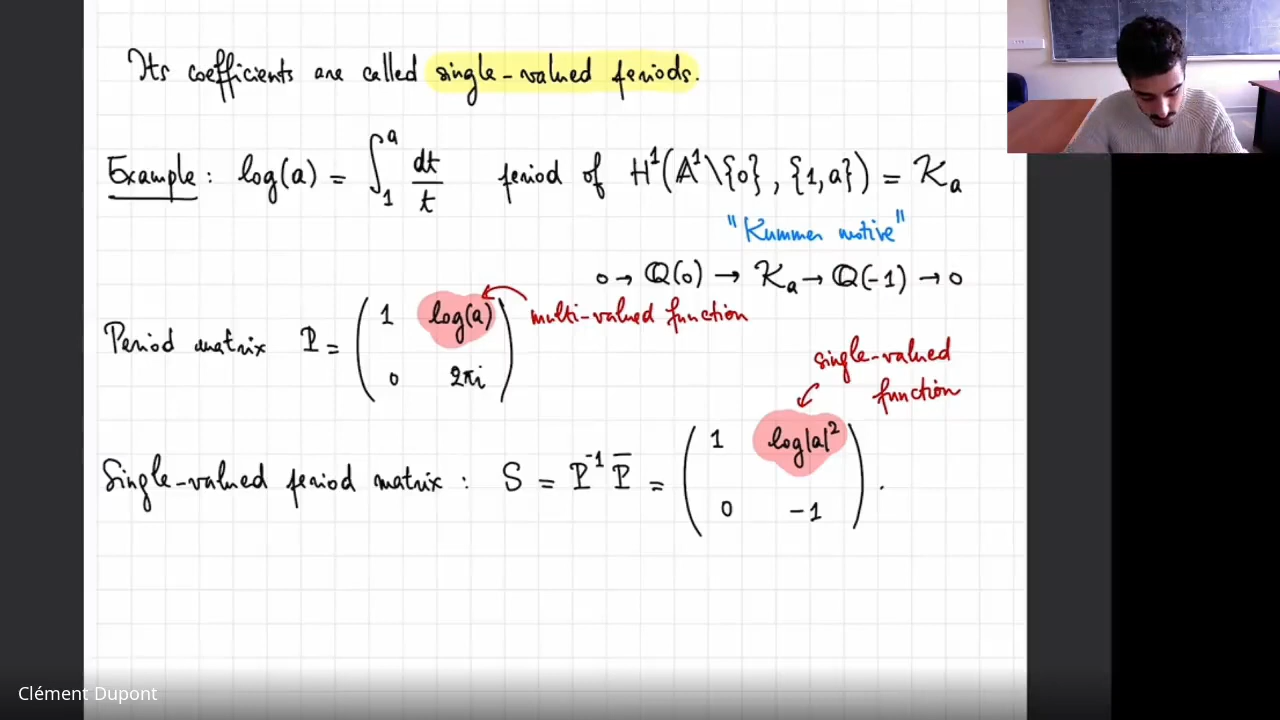 Its coefficients are called single-valued periods.
Example: log(a) = ∫₁ᵃ dt/t period of H¹(𝔸¹\{0}, {1,a}) = 𝒦ₐ
"Kummer motive"
0 → ℚ(0) → 𝒦ₐ → ℚ(-1) → 0
Period matrix P = ( 1 log(a) ; 0 2πi )
multi-valued function
single-valued
function
Single-valued period matrix : S = P⁻¹ P̅ = ( 1 log|a|² ; 0 -1 ) .
Clément Dupont